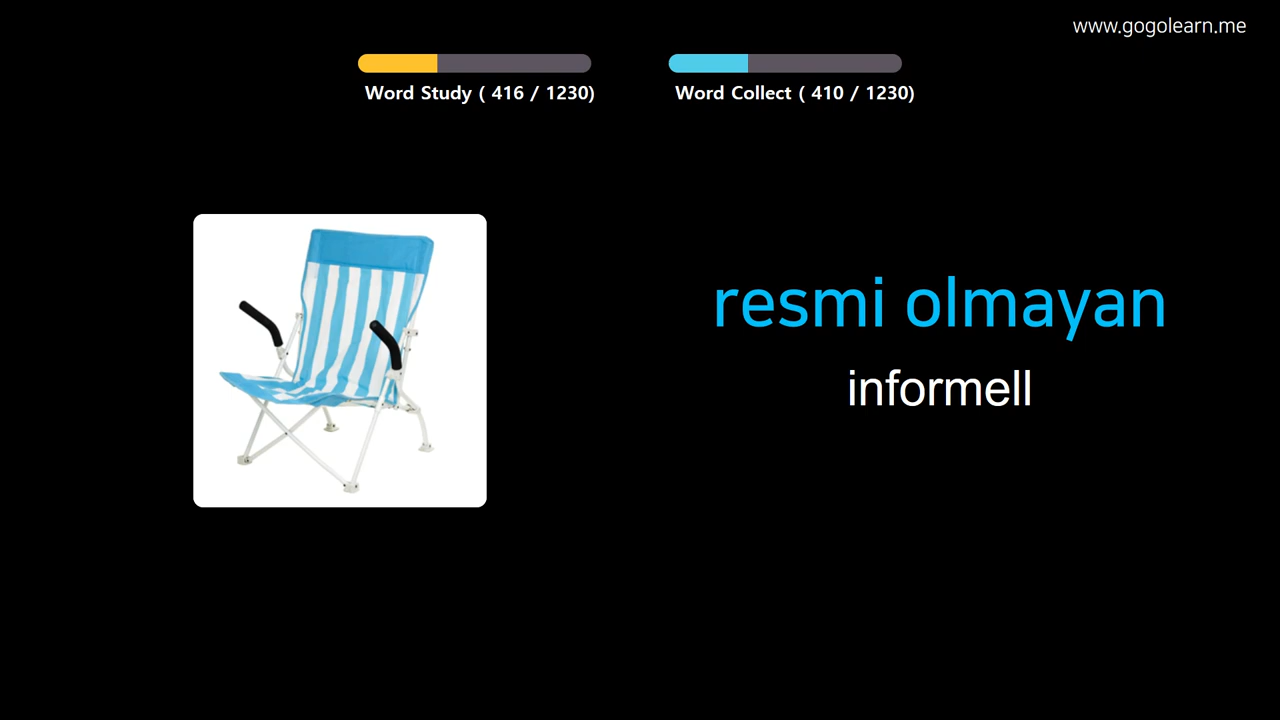 www.gogolearn.me
Word Study ( 416 / 1230)
Word Collect ( 410 / 1230)
resmi olmayan
informell